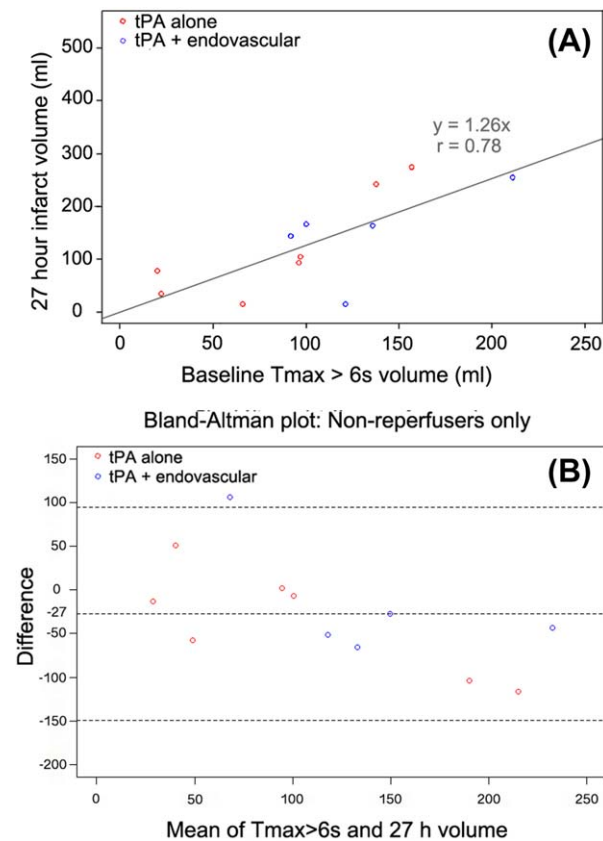 tPA alone
tPA + endovascular
(A)
500
400
300
200
100
0
27 hour infarct volume (ml)
y = 1.26x
r = 0.78
0 50 100 150 200 250
Baseline Tmax > 6s volume (ml)
Bland-Altman plot: Non-reperfusers only
tPA alone
tPA + endovascular
(B)
150
100
50
0
-27
-50
-100
-150
-200
Difference
0 50 100 150 200 250
Mean of Tmax>6s and 27 h volume